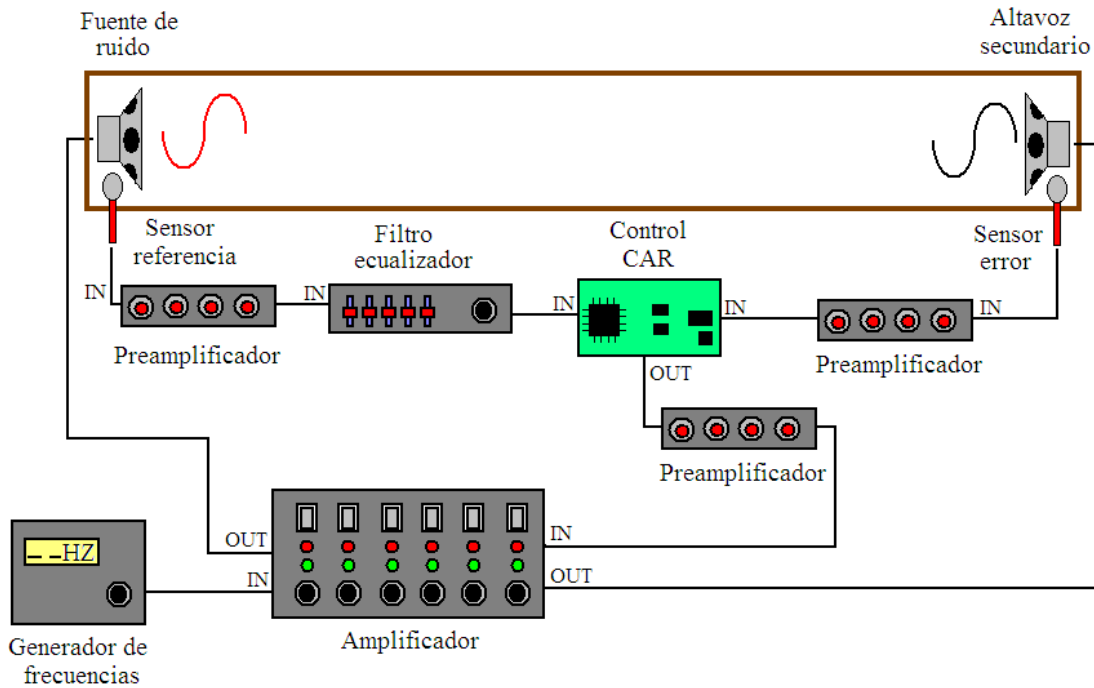 Fuente de
ruido
Altavoz
secundario
Sensor
referencia
Filtro
ecualizador
Control
CAR
Sensor
error
IN
IN
IN
IN
IN
Preamplificador
OUT
Preamplificador
Preamplificador
_ _HZ
OUT
IN
IN
OUT
Generador de
frecuencias
Amplificador